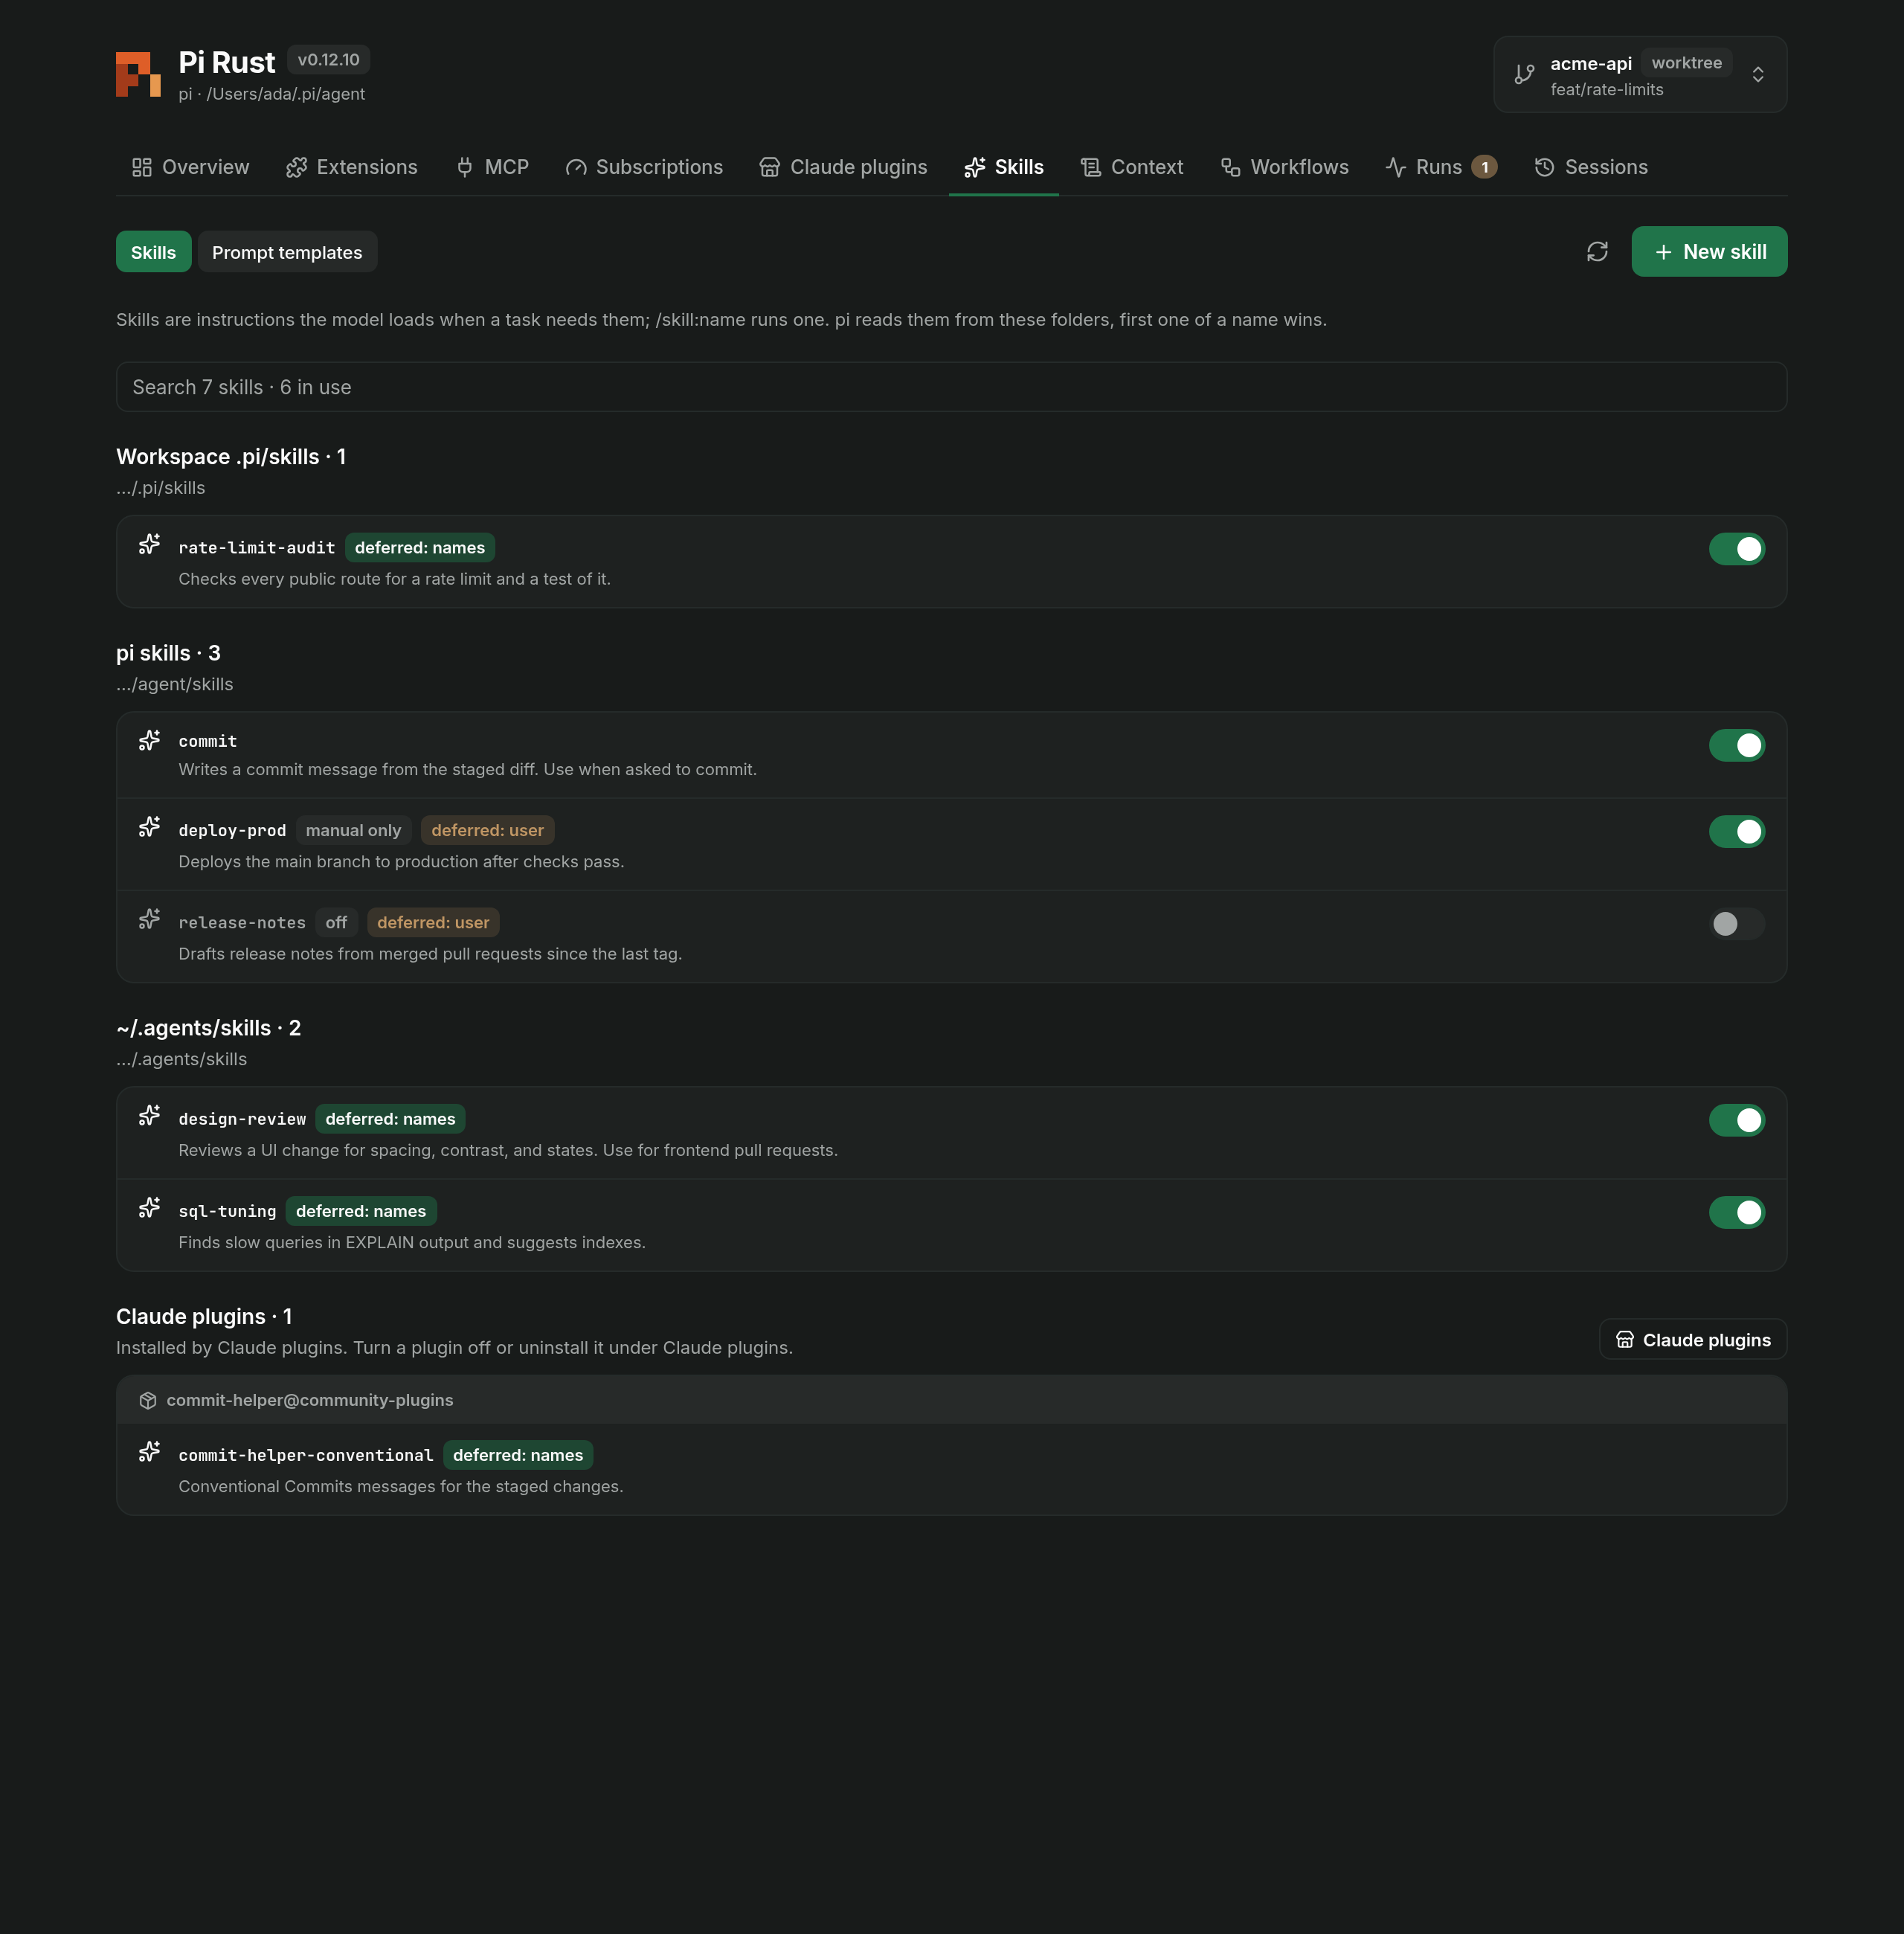 Pi Rust v0.12.10
pi · /Users/ada/.pi/agent
acme-api worktree
feat/rate-limits
Overview Extensions MCP Subscriptions Claude plugins Skills Context Workflows Runs 1 Sessions
Skills Prompt templates
New skill
Skills are instructions the model loads when a task needs them; /skill:name runs one. pi reads them from these folders, first one of a name wins.
Search 7 skills · 6 in use
Workspace .pi/skills · 1
.../.pi/skills
rate-limit-audit deferred: names
Checks every public route for a rate limit and a test of it.
pi skills · 3
.../agent/skills
commit
Writes a commit message from the staged diff. Use when asked to commit.
deploy-prod manual only deferred: user
Deploys the main branch to production after checks pass.
release-notes off deferred: user
Drafts release notes from merged pull requests since the last tag.
~/.agents/skills · 2
.../.agents/skills
design-review deferred: names
Reviews a UI change for spacing, contrast, and states. Use for frontend pull requests.
sql-tuning deferred: names
Finds slow queries in EXPLAIN output and suggests indexes.
Claude plugins · 1
Installed by Claude plugins. Turn a plugin off or uninstall it under Claude plugins.
Claude plugins
commit-helper@community-plugins
commit-helper-conventional deferred: names
Conventional Commits messages for the staged changes.